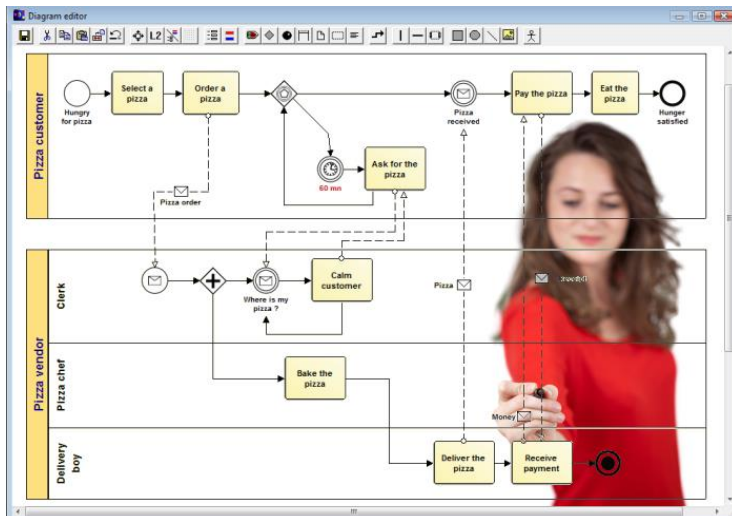 Diagram editor
L2
Pizza customer
Hungry
for pizza
Select a
pizza
Order a
pizza
Pizza
received
Pay the pizza
Eat the
pizza
Hunger
satisfied
60 mn
Ask for the
pizza
Pizza order
Pizza vendor
Clerk
Where is my
pizza ?
Calm
customer
Pizza
receipt
Pizza chef
Bake the
pizza
Money
Delivery
boy
Deliver the
pizza
Receive
payment